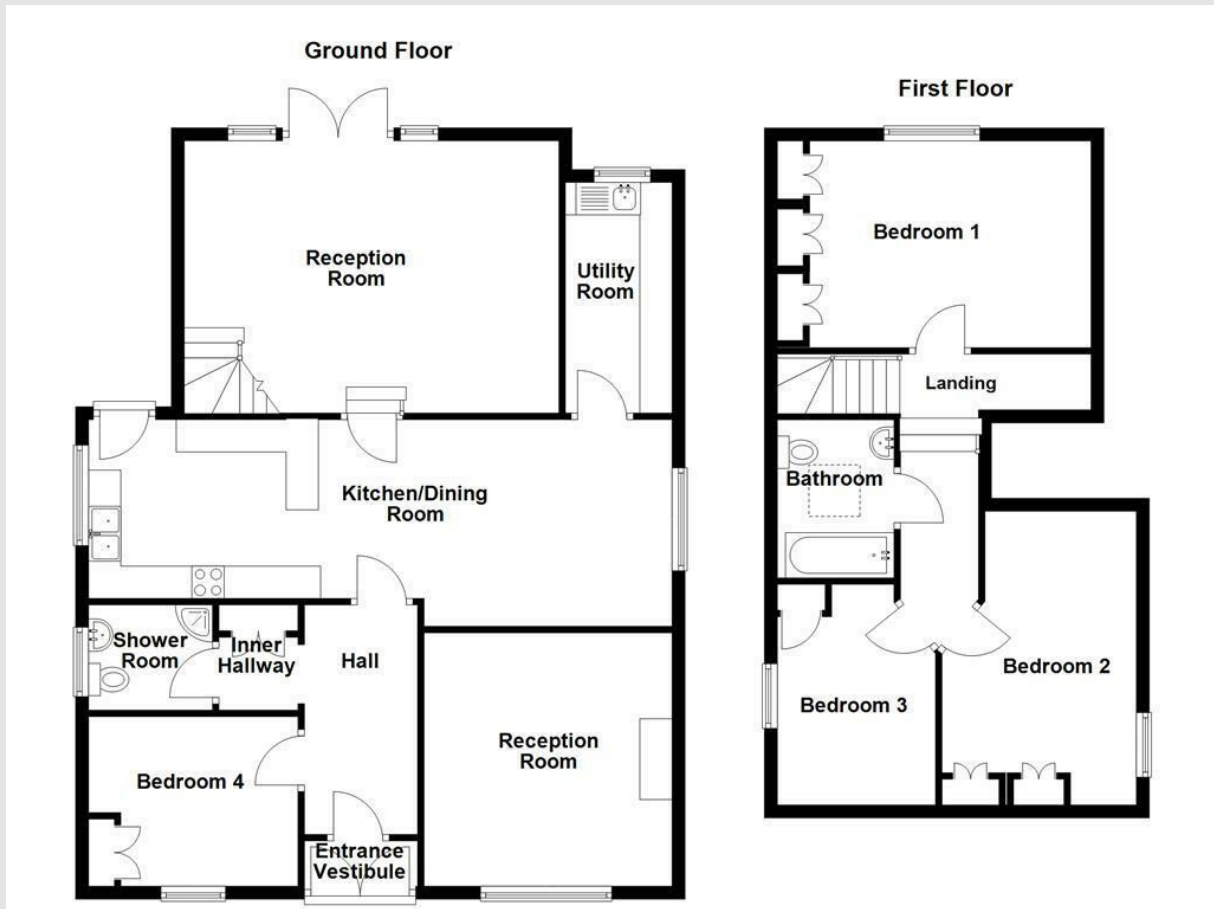 Ground Floor
Reception
Room
Utility
Room
Kitchen/Dining
Room
Shower
Room
Inner
Hallway
Hall
Bedroom 4
Reception
Room
Entrance
Vestibule
First Floor
Bedroom 1
Landing
Bathroom
Bedroom 2
Bedroom 3